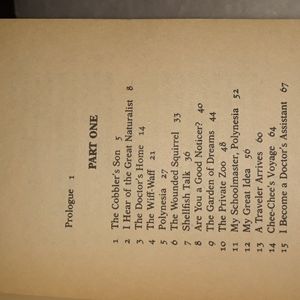 Prologue 1
PART ONE
1 The Cobbler's Son 5
2 I Hear of the Great Naturalist 8
3 The Doctor's Home 14
4 The Wiff-Waff 21
5 Polynesia 27
6 The Wounded Squirrel 33
7 Shellfish Talk 36
8 Are You a Good Noticer? 40
9 The Garden of Dreams 44
10 The Private Zoo 48
11 My Schoolmaster, Polynesia 52
12 My Great Idea 56
13 A Traveler Arrives 60
14 Chee-Chee's Voyage 64
15 I Become a Doctor's Assistant 67